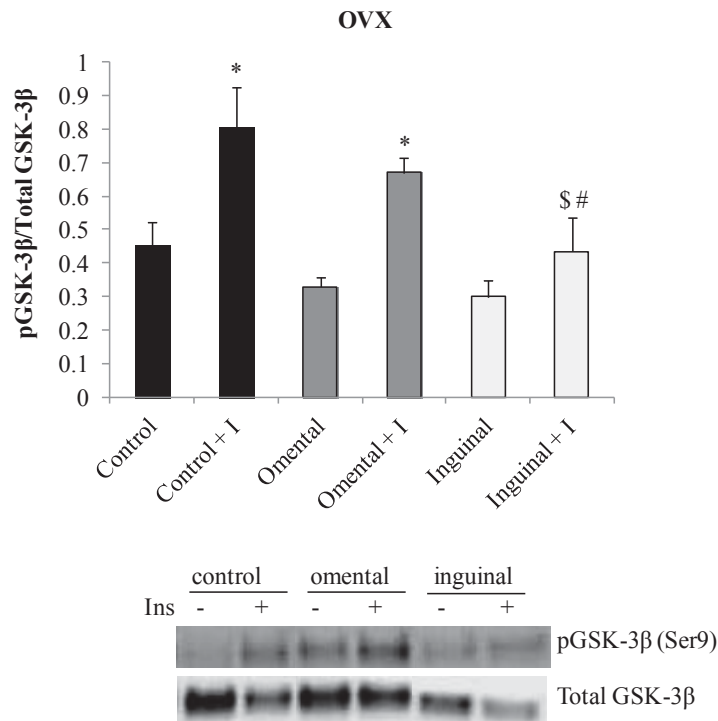 OVX
pGSK-3β/Total GSK-3β
1
0.9
0.8
0.7
0.6
0.5
0.4
0.3
0.2
0.1
0
*
*
$ #
Control
Control + I
Omental
Omental + I
Inguinal
Inguinal + I
control omental inguinal
Ins - + - + - +
pGSK-3β (Ser9)
Total GSK-3β